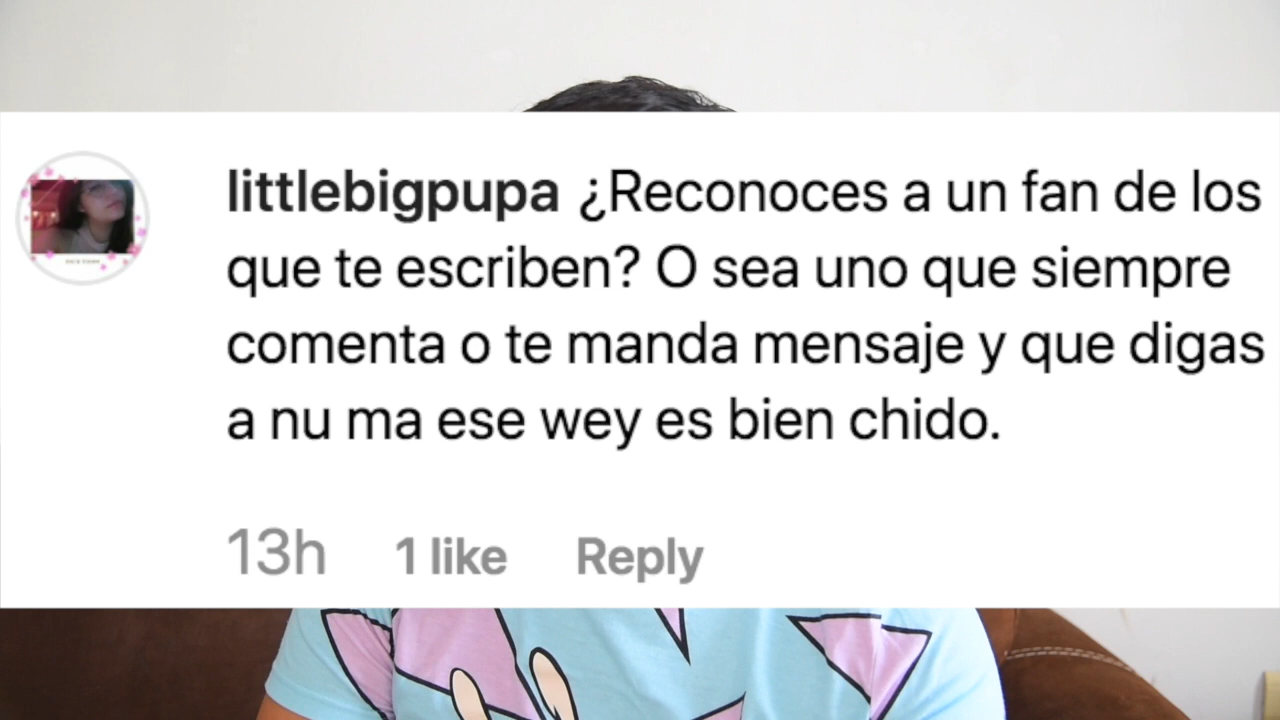 littlebigpupa ¿Reconoces a un fan de los
que te escriben? O sea uno que siempre
comenta o te manda mensaje y que digas
a nu ma ese wey es bien chido.
13h 1 like Reply